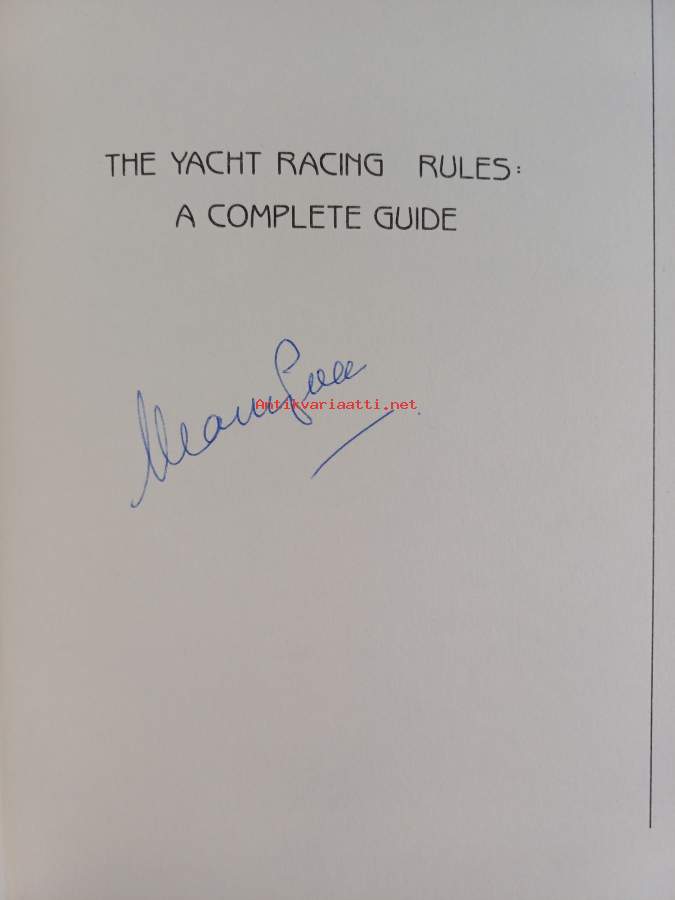 THE YACHT RACING RULES:
A COMPLETE GUIDE
Antikvariaatti.net